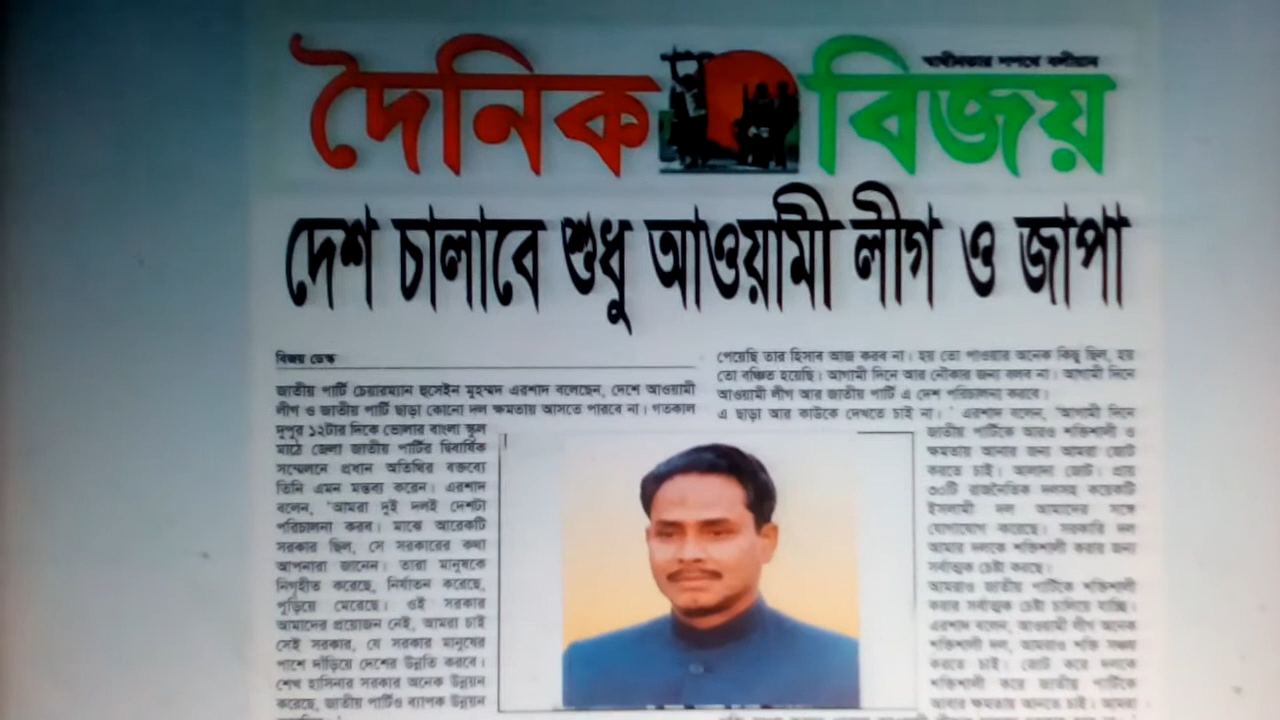 দৈনিক বিজয়
স্বাধীনতার শপথে বলীয়ান
দেশ চালাবে শুধু আওয়ামী লীগ ও জাপা
বিজয় ডেস্ক
জাতীয় পার্টি চেয়ারম্যান হুসেইন মুহম্মদ এরশাদ বলেছেন, দেশে আওয়ামী
লীগ ও জাতীয় পার্টি ছাড়া কোনো দল ক্ষমতায় আসতে পারবে না। গতকাল
দুপুর ১২টার দিকে ভোলার বাংলা স্কুল
মাঠে জেলা জাতীয় পার্টির দ্বিবার্ষিক
সম্মেলনে প্রধান অতিথির বক্তব্যে
তিনি এমন মন্তব্য করেন। এরশাদ
বলেন, 'আমরা দুই দলই দেশটা
পরিচালনা করব। মাঝে আরেকটি
সরকার ছিল, সে সরকারের কথা
আপনারা জানেন। তারা মানুষকে
নিগৃহীত করেছে, নির্যাতন করেছে,
পুড়িয়ে মেরেছে। ওই সরকার
আমাদের প্রয়োজন নেই, আমরা চাই
সেই সরকার, যে সরকার মানুষের
পাশে দাঁড়িয়ে দেশের উন্নতি করবে।
শেখ হাসিনার সরকার অনেক উন্নয়ন
করেছে, জাতীয় পার্টিও ব্যাপক উন্নয়ন
পেয়েছি তার হিসাব আজ করব না। হয় তো পাওয়ার অনেক কিছু ছিল, হয়
তো বঞ্চিত হয়েছি। আগামী দিনে আর নৌকার জন্য বলব না। আগামী দিনে
আওয়ামী লীগ আর জাতীয় পার্টি এ দেশ পরিচালনা করবে।
এ ছাড়া আর কাউকে দেখতে চাই না।' এরশাদ বলেন, 'আগামী দিনে
জাতীয় পার্টিকে আরও শক্তিশালী ও
ক্ষমতায় আনার জন্য আমরা জোট
করতে চাই। আলাদা জোট। প্রায়
৩০টি রাজনৈতিক দলসহ কয়েকটি
ইসলামী দল আমাদের সঙ্গে
যোগাযোগ করেছে। সরকারি দল
আমার দলকে শক্তিশালী করার জন্য
সর্বাত্মক চেষ্টা করছে।
আমরাও জাতীয় পার্টিকে শক্তিশালী
করার সর্বাত্মক চেষ্টা চালিয়ে যাচ্ছি।
এরশাদ বলেন, আওয়ামী লীগ অনেক
শক্তিশালী দল, আমরাও শক্তি সঞ্চয়
করতে চাই। জোট করে দলকে
শক্তিশালী করে জাতীয় পার্টিকে
আবার ক্ষমতায় আনতে চাই। আমরা